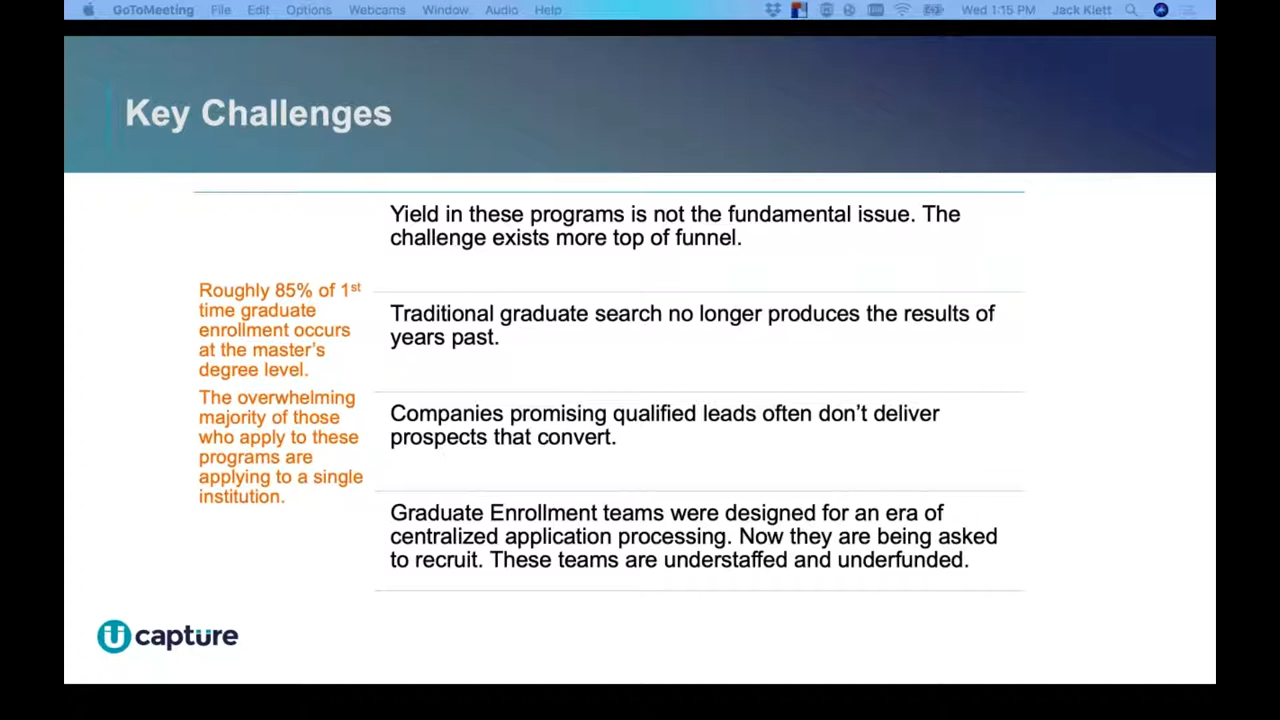 GoToMeeting File Edit Options Webcams Window Audio Help Wed 1:15 PM Jack Klett
Key Challenges
Roughly 85% of 1st
time graduate
enrollment occurs
at the master's
degree level.
The overwhelming
majority of those
who apply to these
programs are
applying to a single
institution.
Yield in these programs is not the fundamental issue. The
challenge exists more top of funnel.
Traditional graduate search no longer produces the results of
years past.
Companies promising qualified leads often don’t deliver
prospects that convert.
Graduate Enrollment teams were designed for an era of
centralized application processing. Now they are being asked
to recruit. These teams are understaffed and underfunded.
capture